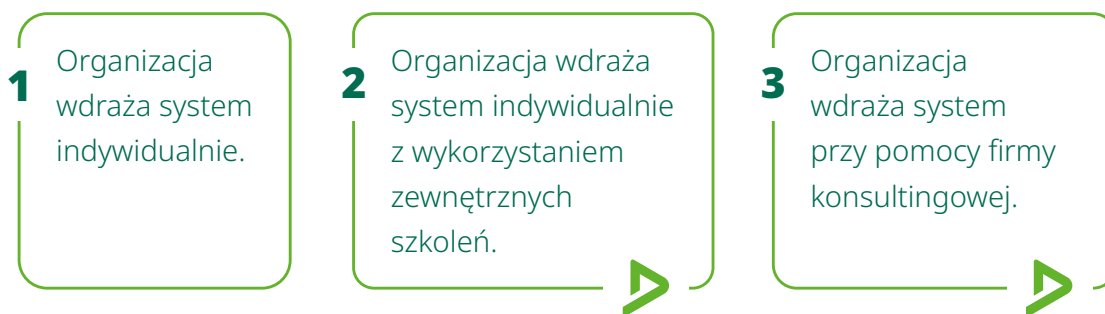 1
Organizacja
wdraża system
indywidualnie.
2
Organizacja wdraża
system indywidualnie
z wykorzystaniem
zewnętrznych
szkoleń.
3
Organizacja
wdraża system
przy pomocy firmy
konsultingowej.